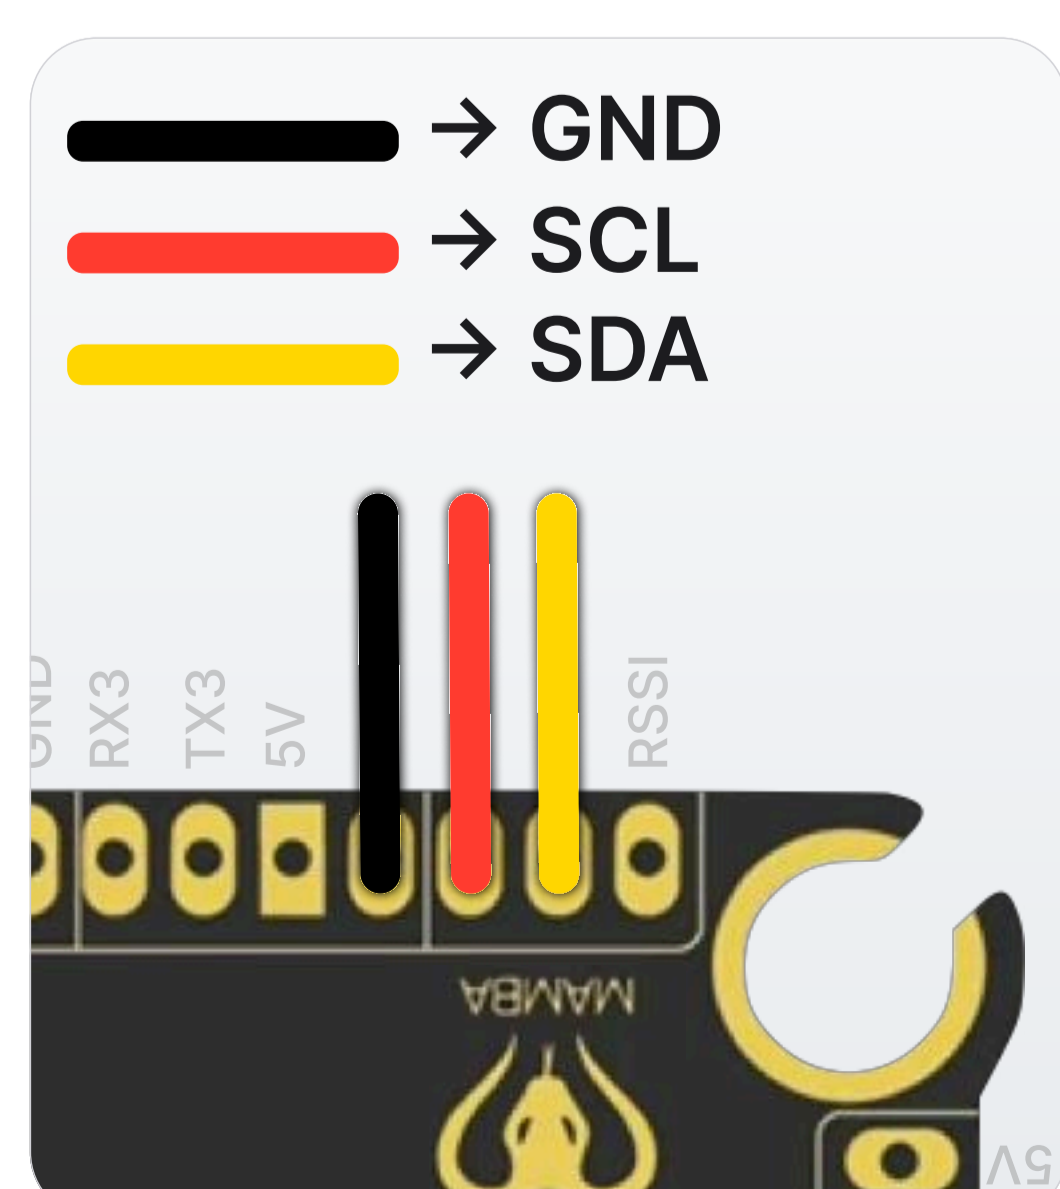 → GND
→ SCL
→ SDA
GND
RX3
TX3
5V
RSSI
MAMBA
5V